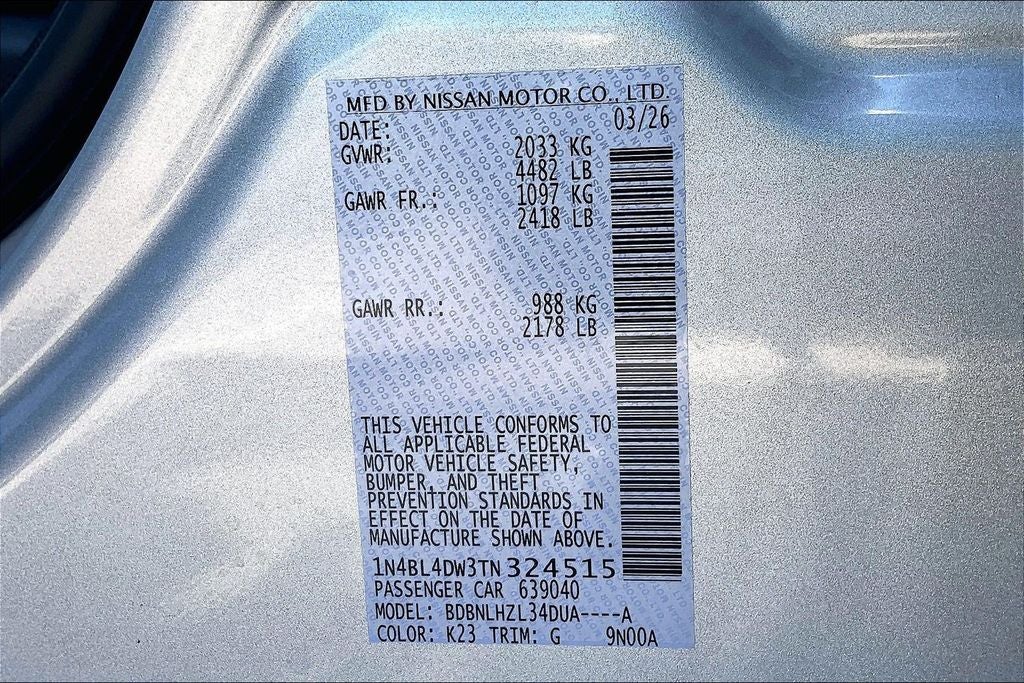 MFD BY NISSAN MOTOR CO., LTD.
DATE: 03/26
GVWR: 2033 KG
4482 LB
GAWR FR.: 1097 KG
2418 LB
GAWR RR.: 988 KG
2178 LB
THIS VEHICLE CONFORMS TO
ALL APPLICABLE FEDERAL
MOTOR VEHICLE SAFETY,
BUMPER, AND THEFT
PREVENTION STANDARDS IN
EFFECT ON THE DATE OF
MANUFACTURE SHOWN ABOVE.
1N4BL4DW3TN324515
PASSENGER CAR 639040
MODEL: BDBNLHZL34DUA----A
COLOR: K23 TRIM: G 9N00A